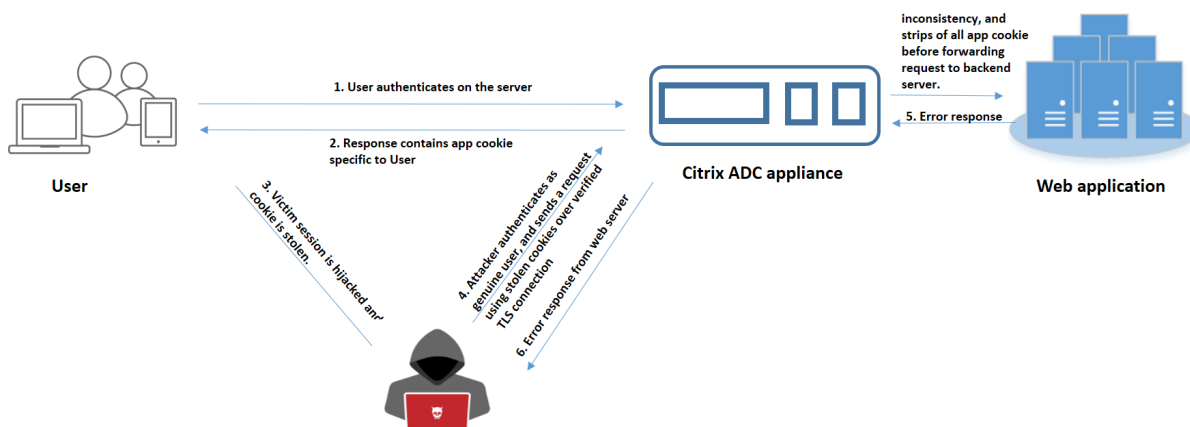 inconsistency, and
strips of all app cookie
before forwarding
request to backend
server.
1. User authenticates on the server
5. Error response
2. Response contains app cookie
specific to User
User
Citrix ADC appliance
Web application
3. Victim session is hijacked and
cookie is stolen.
4. Attacker authenticates as
genuine user, and sends a request
using stolen cookies over verified
TLS connection
6. Error response from web server